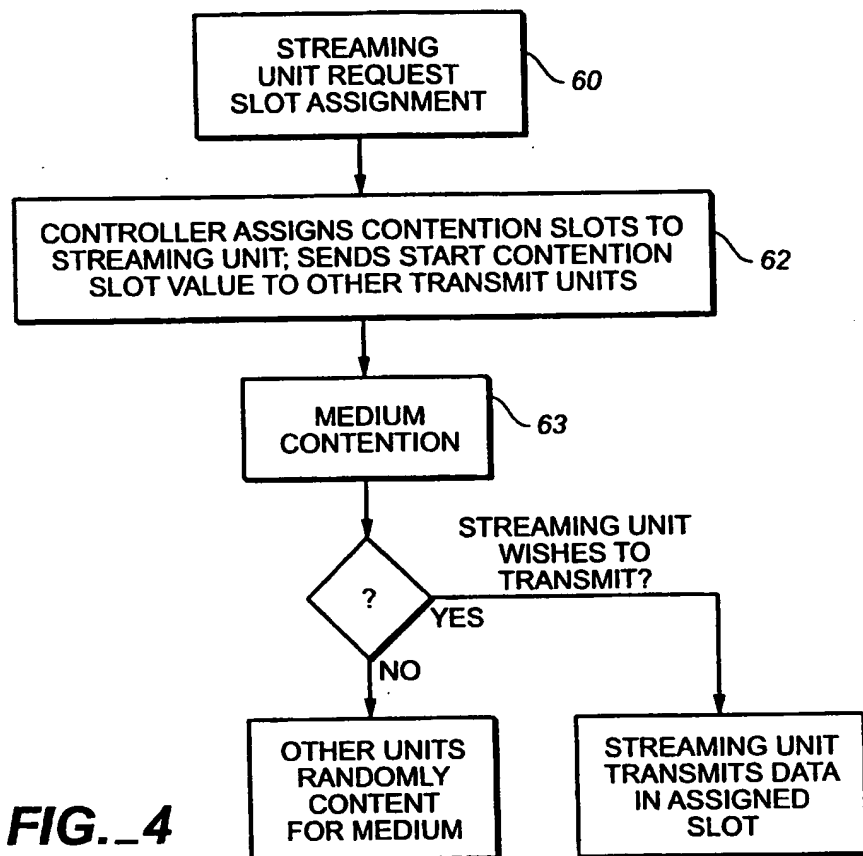 STREAMING
UNIT REQUEST
SLOT ASSIGNMENT
60
CONTROLLER ASSIGNS CONTENTION SLOTS TO
STREAMING UNIT; SENDS START CONTENTION
SLOT VALUE TO OTHER TRANSMIT UNITS
62
MEDIUM
CONTENTION
63
STREAMING UNIT
WISHES TO
TRANSMIT?
?
YES
NO
OTHER UNITS
RANDOMLY
CONTENT
FOR MEDIUM
STREAMING UNIT
TRANSMITS DATA
IN ASSIGNED
SLOT
FIG._4